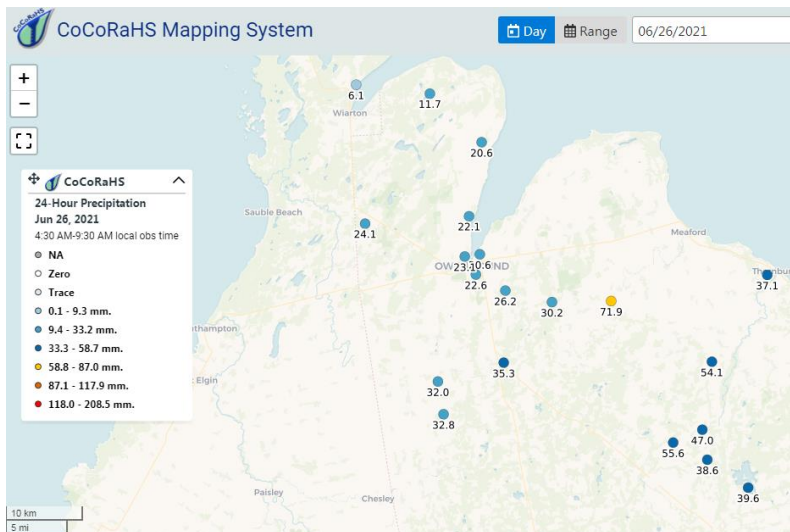 CoCoRaHS Mapping System
Day
Range
06/26/2021
+
−
6.1
11.7
Wiarton
20.6
CoCoRaHS
24-Hour Precipitation
Jun 26, 2021
4:30 AM-9:30 AM local obs time
NA
Zero
Trace
0.1 - 9.3 mm.
9.4 - 33.2 mm.
33.3 - 58.7 mm.
58.8 - 87.0 mm.
87.1 - 117.9 mm.
118.0 - 208.5 mm.
Sauble Beach
24.1
22.1
Meaford
23.1
22.6
26.2
30.2
71.9
37.1
35.3
54.1
32.0
Elgin
32.8
47.0
55.6
38.6
39.6
Paisley
Chesley
10 km
5 mi